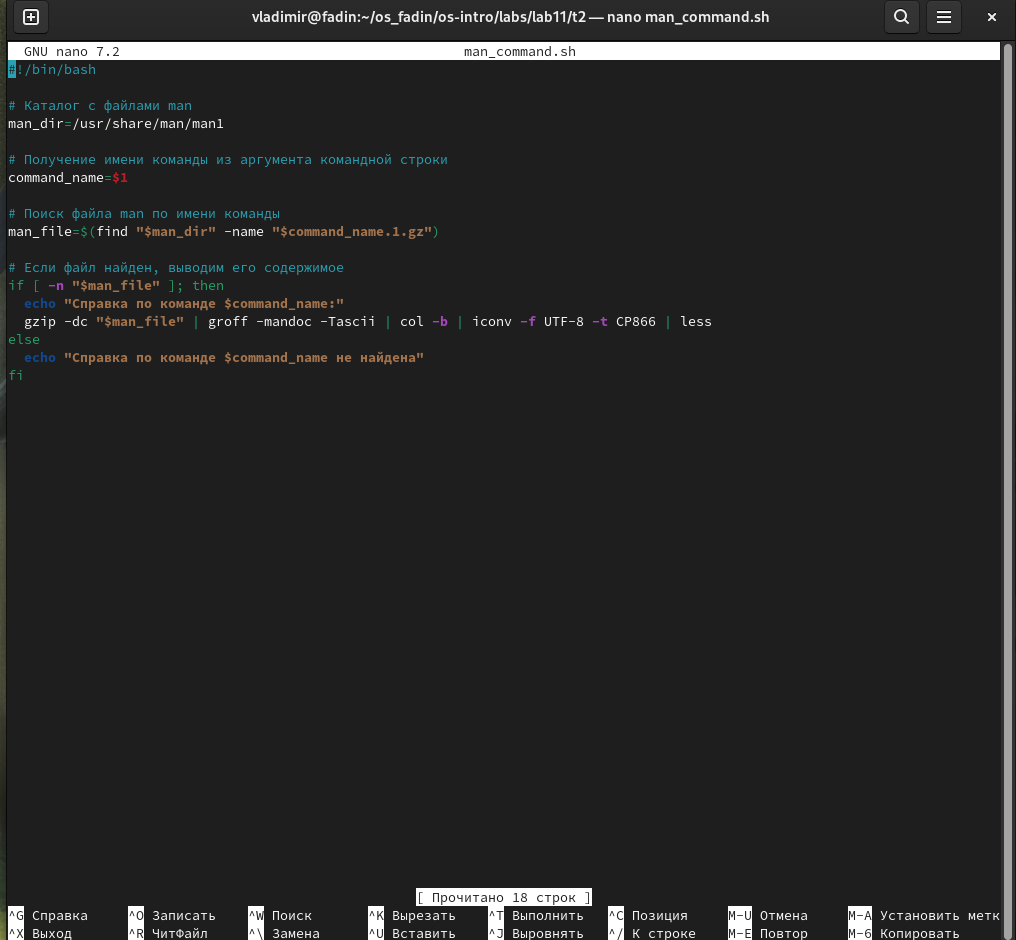 vladimir@fadin:~/os_fadin/os-intro/labs/lab11/t2 — nano man_command.sh
GNU nano 7.2 man_command.sh
#!/bin/bash
# Каталог с файлами man
man_dir=/usr/share/man/man1
# Получение имени команды из аргумента командной строки
command_name=$1
# Поиск файла man по имени команды
man_file=$(find "$man_dir" -name "$command_name.1.gz")
# Если файл найден, выводим его содержимое
if [ -n "$man_file" ]; then
  echo "Справка по команде $command_name:"
  gzip -dc "$man_file" | groff -mandoc -Tascii | col -b | iconv -f UTF-8 -t CP866 | less
else
  echo "Справка по команде $command_name не найдена"
fi
[ Прочитано 18 строк ]
^G Справка ^O Записать ^W Поиск ^K Вырезать ^T Выполнить ^C Позиция M-U Отмена M-A Установить метк
^X Выход ^R ЧитФайл ^\ Замена ^U Вставить ^J Выровнять ^/ К строке M-E Повтор M-6 Копировать